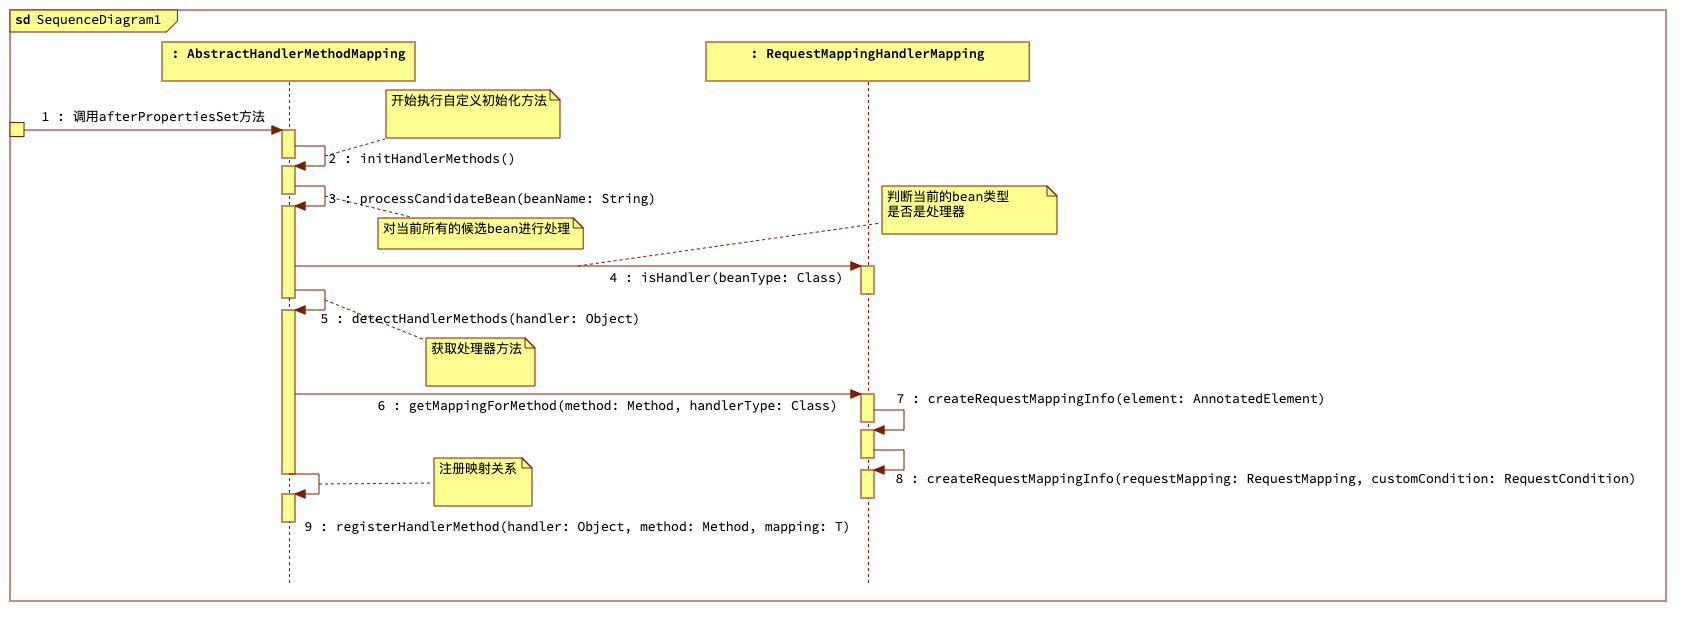 sd SequenceDiagram1
: AbstractHandlerMethodMapping
: RequestMappingHandlerMapping
开始执行自定义初始化方法
1 : 调用afterPropertiesSet方法
2 : initHandlerMethods()
3 : processCandidateBean(beanName: String)
判断当前的bean类型
是否是处理器
对当前所有的候选bean进行处理
4 : isHandler(beanType: Class)
5 : detectHandlerMethods(handler: Object)
获取处理器方法
6 : getMappingForMethod(method: Method, handlerType: Class)
7 : createRequestMappingInfo(element: AnnotatedElement)
注册映射关系
8 : createRequestMappingInfo(requestMapping: RequestMapping, customCondition: RequestCondition)
9 : registerHandlerMethod(handler: Object, method: Method, mapping: T)